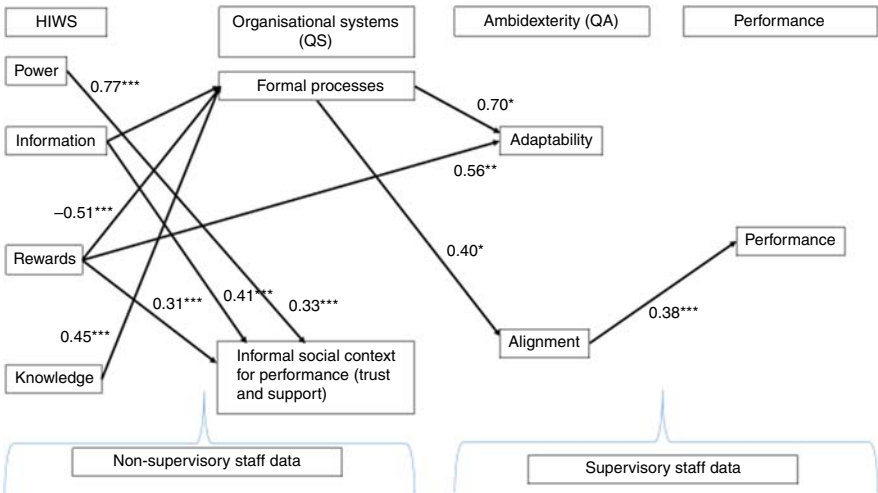 HIWS
Organisational systems
(QS)
Ambidexterity (QA)
Performance
Power
Formal processes
0.77***
0.70*
Information
Adaptability
0.56**
–0.51***
Performance
Rewards
0.40*
0.31***
0.41***
0.33***
0.38***
0.45***
Alignment
Informal social context
for performance (trust
and support)
Knowledge
Non-supervisory staff data
Supervisory staff data